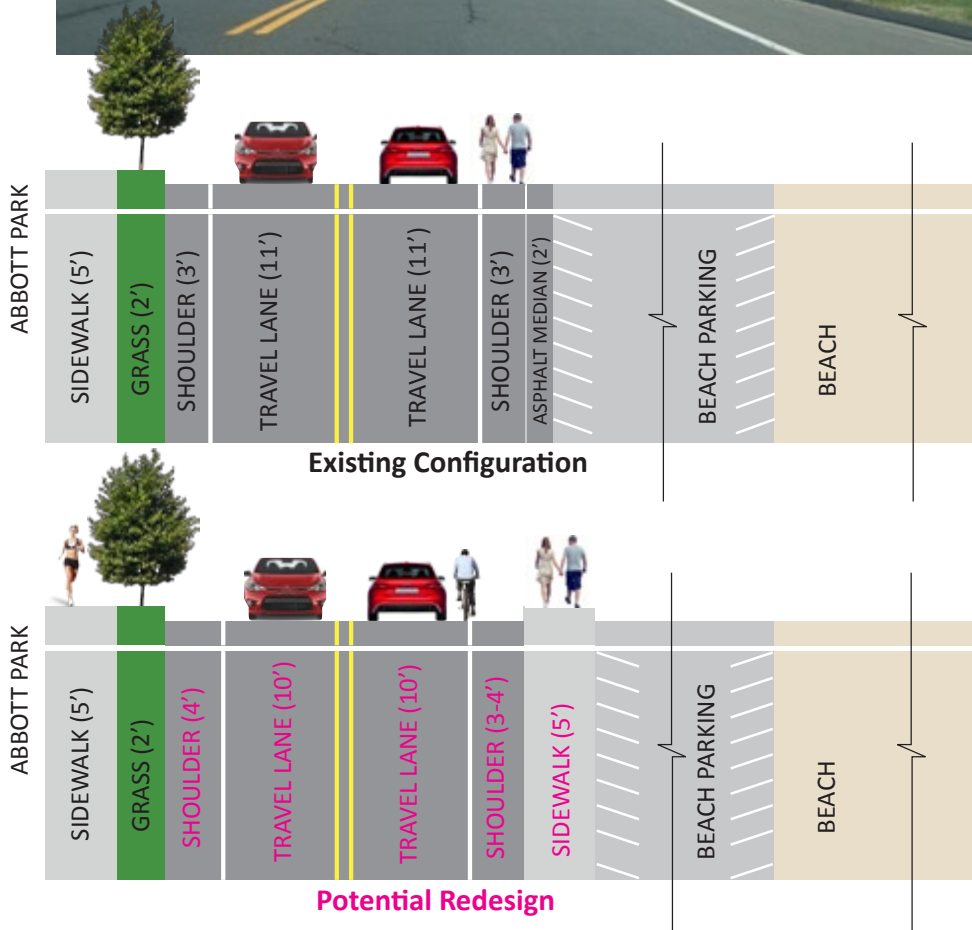 ABBOTT PARK
SIDEWALK (5’)
GRASS (2’)
SHOULDER (3’)
TRAVEL LANE (11’)
TRAVEL LANE (11’)
SHOULDER (3’)
ASPHALT MEDIAN (2’)
BEACH PARKING
BEACH
Existing Configuration
ABBOTT PARK
SIDEWALK (5’)
GRASS (2’)
SHOULDER (4’)
TRAVEL LANE (10’)
TRAVEL LANE (10’)
SHOULDER (3-4’)
SIDEWALK (5’)
BEACH PARKING
BEACH
Potential Redesign